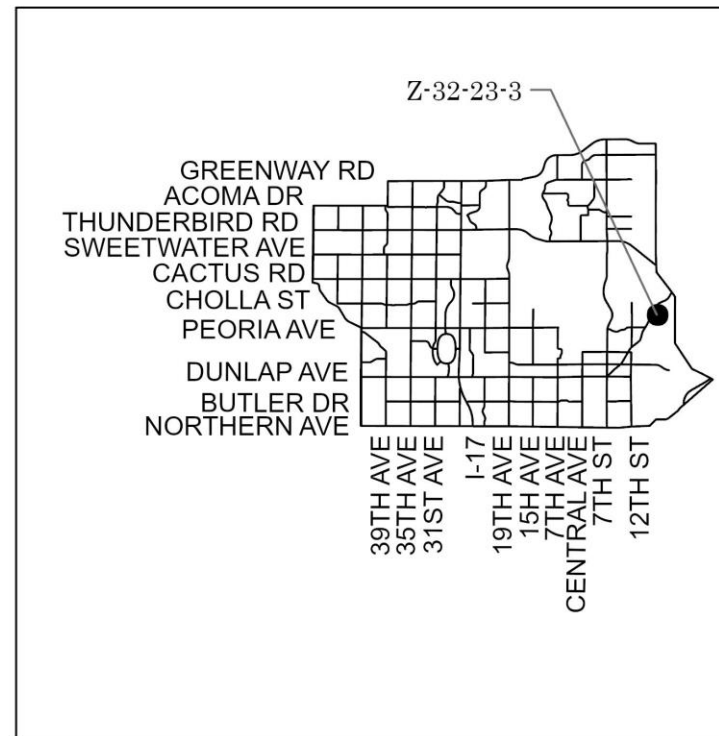 Z-32-23-3
GREENWAY RD
ACOMA DR
THUNDERBIRD RD
SWEETWATER AVE
CACTUS RD
CHOLLA ST
PEORIA AVE
DUNLAP AVE
BUTLER DR
NORTHERN AVE
39TH AVE
35TH AVE
31ST AVE
I-17
19TH AVE
15H AVE
7TH AVE
CENTRAL AVE
7TH ST
12TH ST